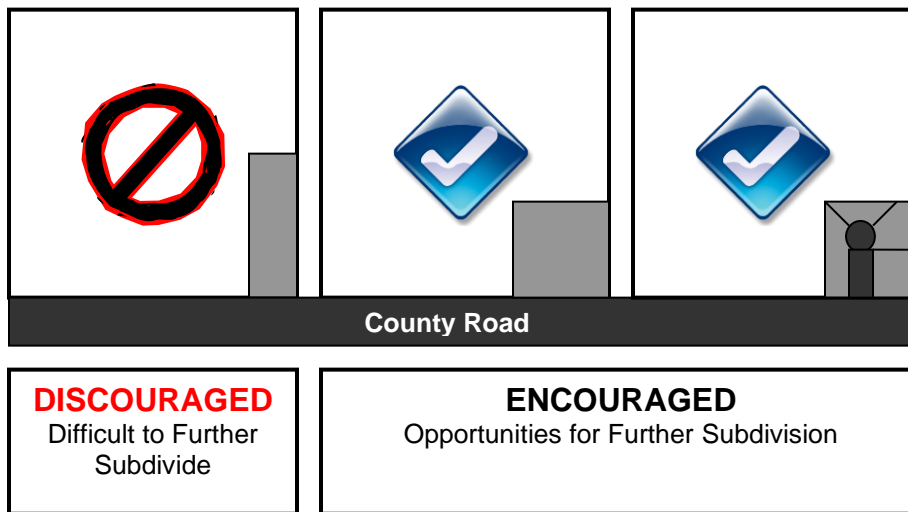 County Road
DISCOURAGED
Difficult to Further
Subdivide
ENCOURAGED
Opportunities for Further Subdivision